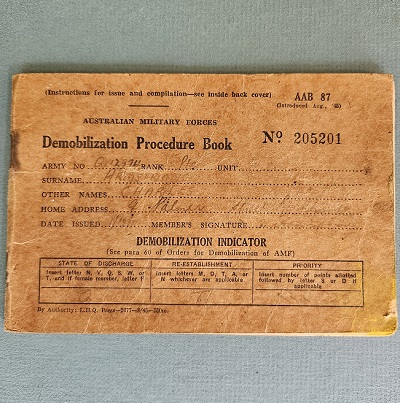 (Instructions for issue and compilation—see inside back cover) AAB 87
(Introduced Aug., '45)
AUSTRALIAN MILITARY FORCES
Demobilization Procedure Book No 205201
ARMY NO. RANK Pte UNIT
SURNAME
OTHER NAMES
HOME ADDRESS
DATE ISSUED MEMBER'S SIGNATURE
DEMOBILIZATION INDICATOR
(See para 60 of Orders for Demobilization of AMF)
STATE OF DISCHARGE RE-ESTABLISHMENT PRIORITY
Insert letter N, V, Q, S, W, or T, and if female member, letter F
Insert letters M, D, T, A, or N whichever are applicable
Insert number of points allotted followed by letter S or D if applicable
By Authority: L.H.Q. Press